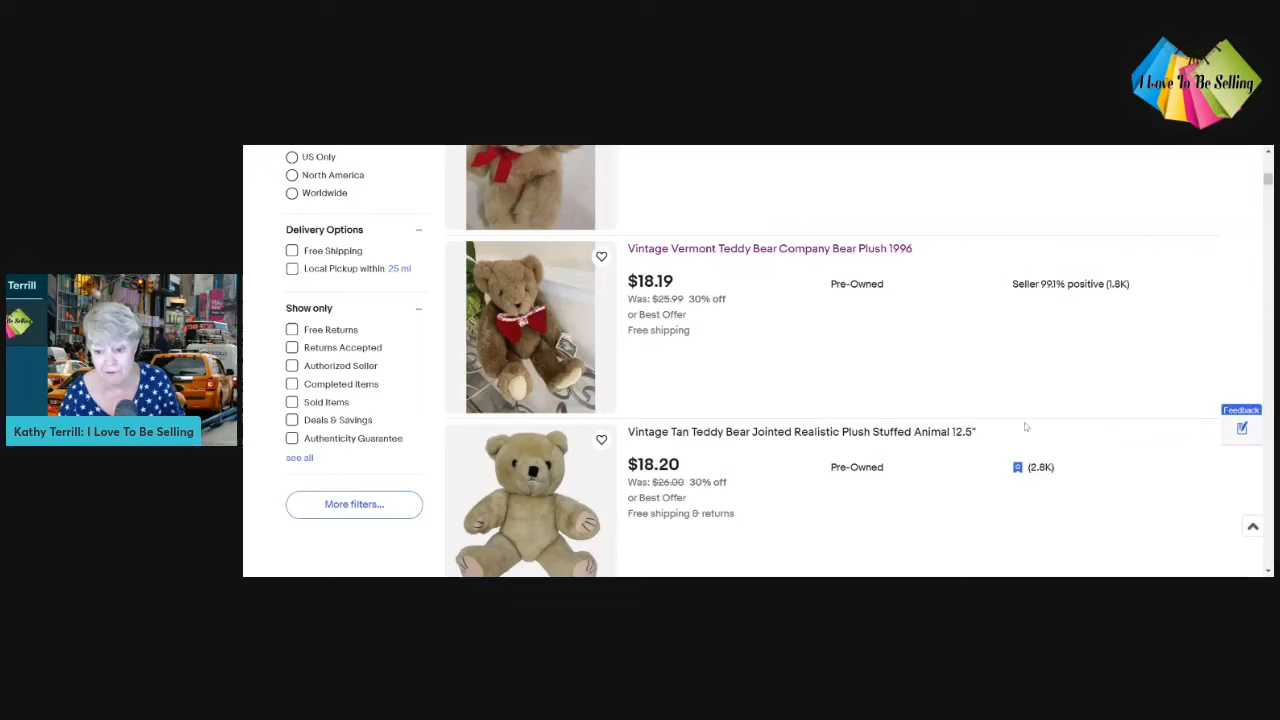 I Love To Be Selling
US Only
North America
Worldwide
Delivery Options
Free Shipping
Local Pickup within 25 mi
Show only
Free Returns
Returns Accepted
Authorized Seller
Completed Items
Sold Items
Deals & Savings
Authenticity Guarantee
see all
More filters...
Vintage Vermont Teddy Bear Company Bear Plush 1996
$18.19
Was: $25.99 30% off
or Best Offer
Free shipping
Pre-Owned
Seller 99.1% positive (1.8K)
Vintage Tan Teddy Bear Jointed Realistic Plush Stuffed Animal 12.5"
$18.20
Was: $26.00 30% off
or Best Offer
Free shipping & returns
Pre-Owned
(2.8K)
Feedback
Terrill
Kathy Terrill: I Love To Be Selling